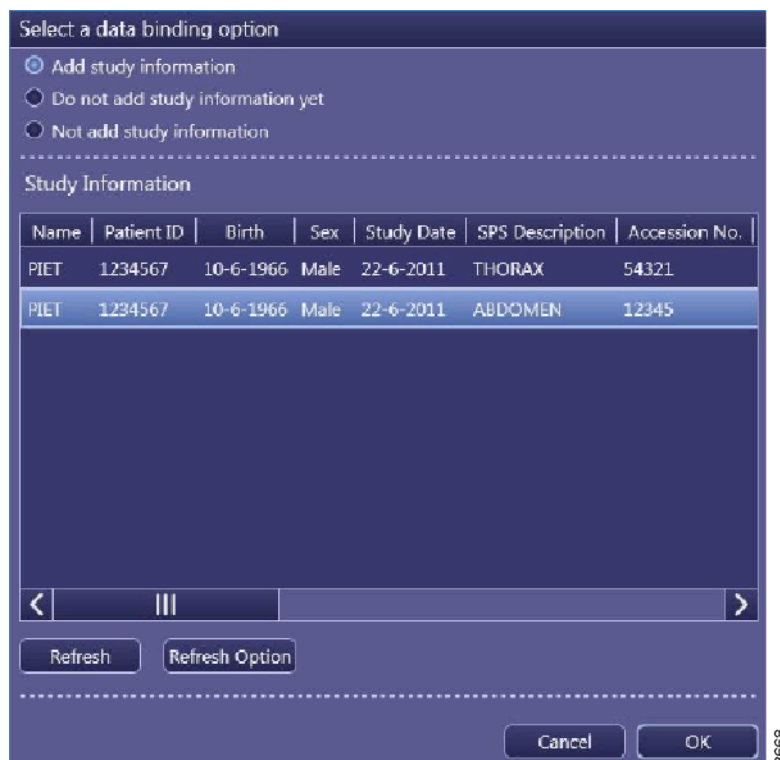 Select a data binding option
Add study information
Do not add study information yet
Not add study information
Study Information
Name Patient ID Birth Sex Study Date SPS Description Accession No.
PIET 1234567 10-6-1966 Male 22-6-2011 THORAX 54321
PIET 1234567 10-6-1966 Male 22-6-2011 ABDOMEN 12345
Refresh Refresh Option
Cancel OK